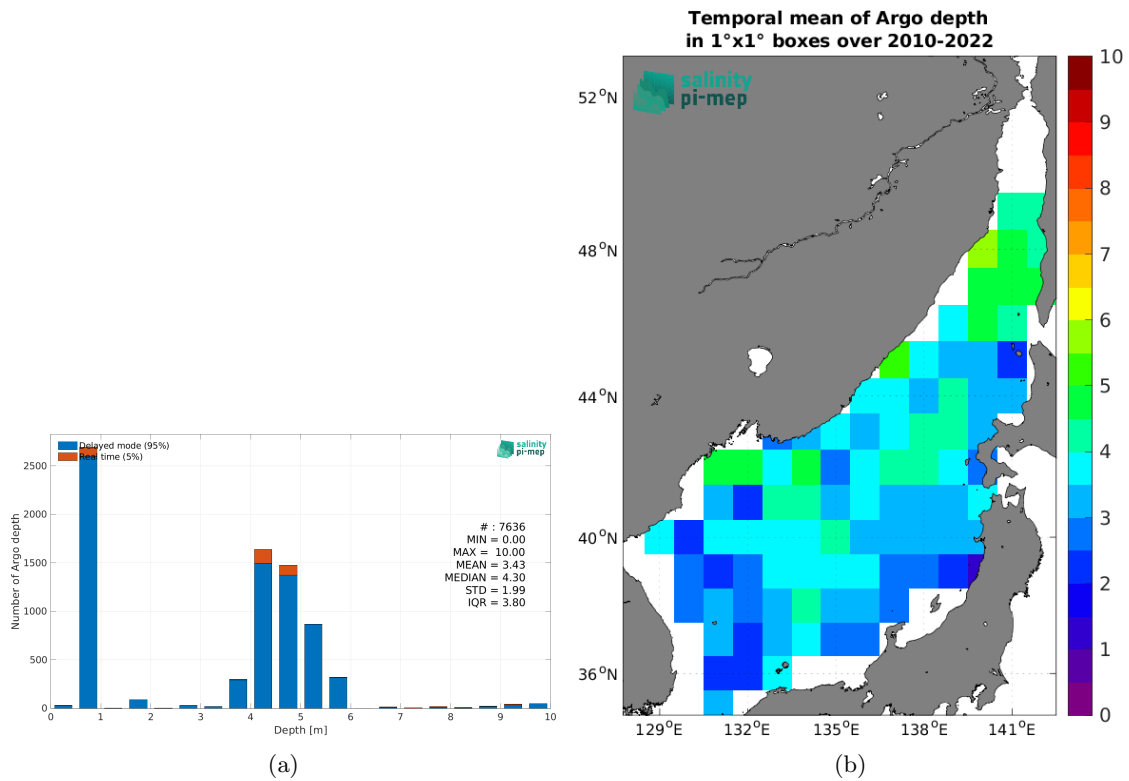 Delayed mode (95%)
Real time (5%)
salinity
pi-mep
# : 7636
MIN = 0.00
MAX = 10.00
MEAN = 3.43
MEDIAN = 4.30
STD = 1.99
IQR = 3.80
Number of Argo depth
2500
2000
1500
1000
500
0
0 1 2 3 4 5 6 7 8 9 10
Depth [m]
(a)
Temporal mean of Argo depth
in 1°x1° boxes over 2010-2022
salinity
pi-mep
52°N
48°N
44°N
40°N
36°N
129°E 132°E 135°E 138°E 141°E
10
9
8
7
6
5
4
3
2
1
0
(b)